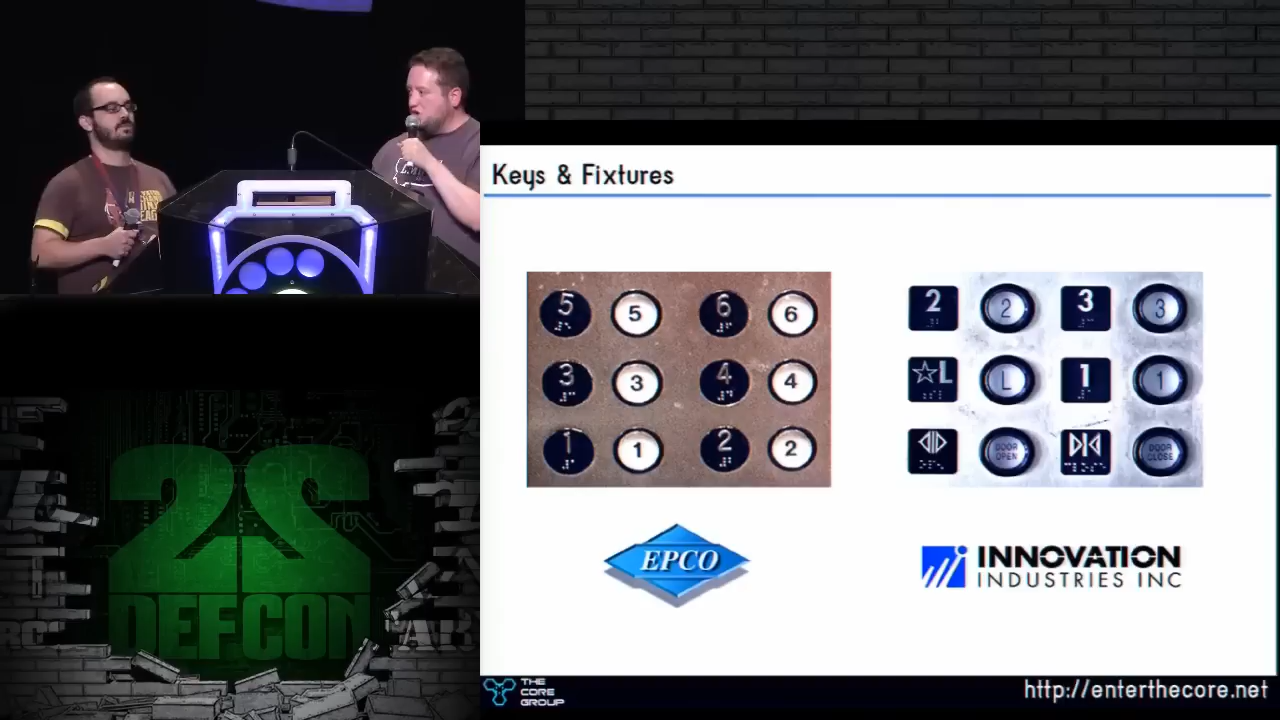 Keys & Fixtures
5 5 6 6
3 3 4 4
1 1 2 2
2 2 3 3
☆L L 1 1
DOOR OPEN DOOR CLOSE
EPCO
INNOVATION
INDUSTRIES INC
22
DEFCON
THE
CORE
GROUP
http://enterthecore.net